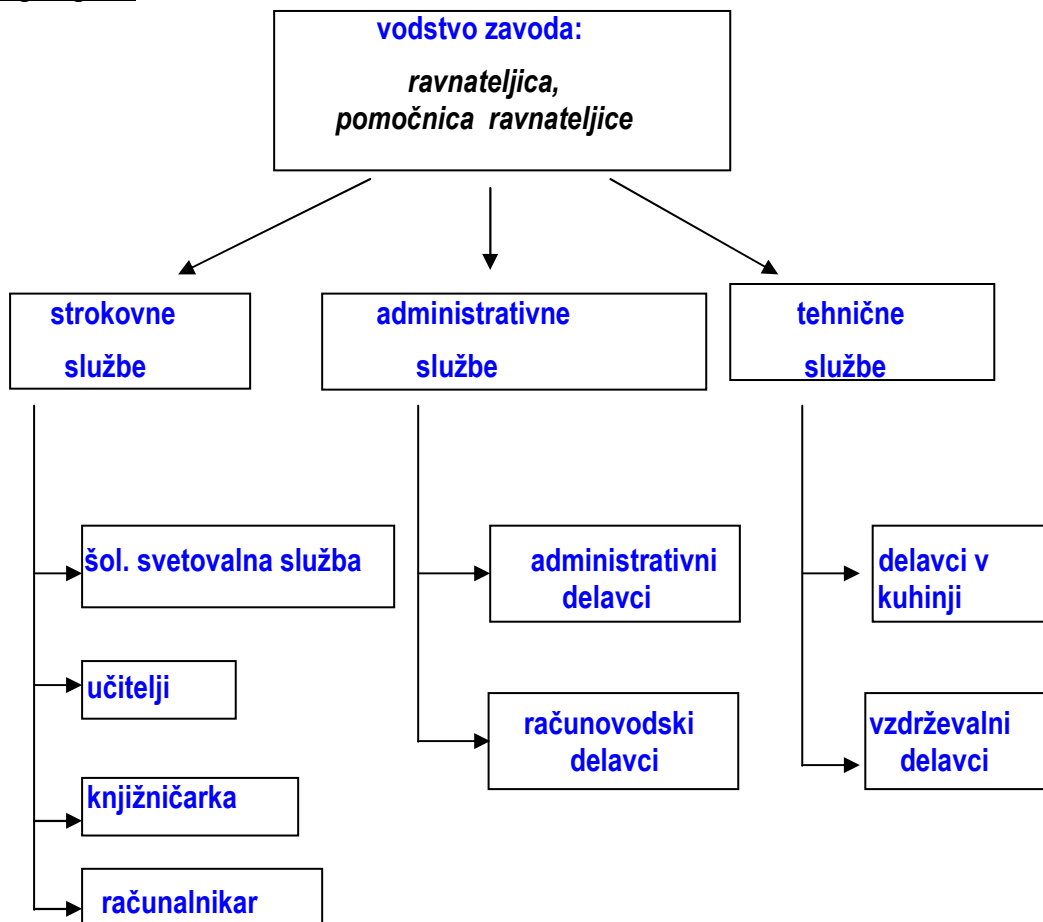 vodstvo zavoda:
ravnateljica,
pomočnica ravnateljice
strokovne
službe
administrativne
službe
tehnične
službe
šol. svetovalna služba
učitelji
knjižničarka
računalnikar
administrativni
delavci
računovodski
delavci
delavci v
kuhinji
vzdrževalni
delavci